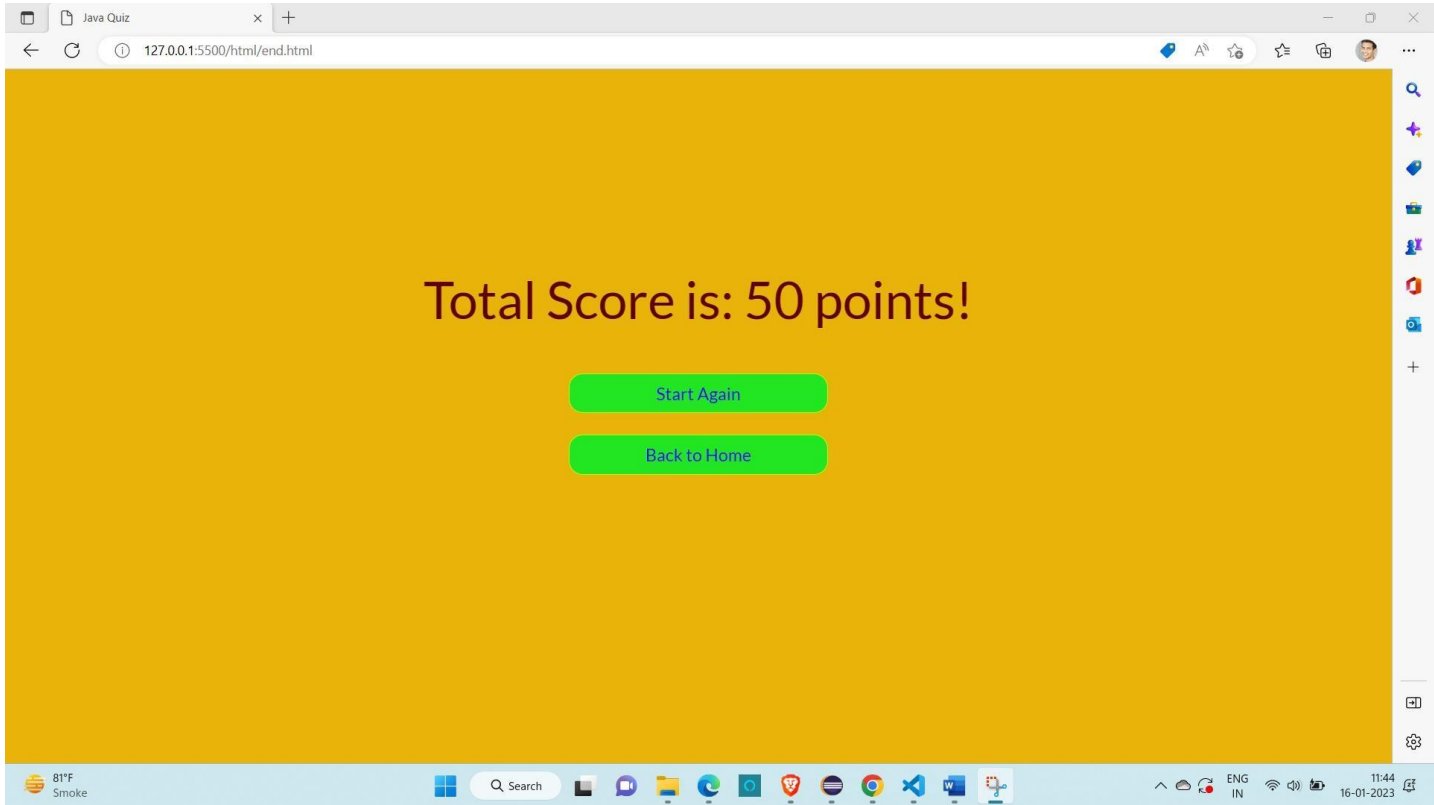 Java Quiz
127.0.0.1:5500/html/end.html
Total Score is: 50 points!
Start Again
Back to Home
81°F
Smoke
Search
ENG
IN
11:44
16-01-2023